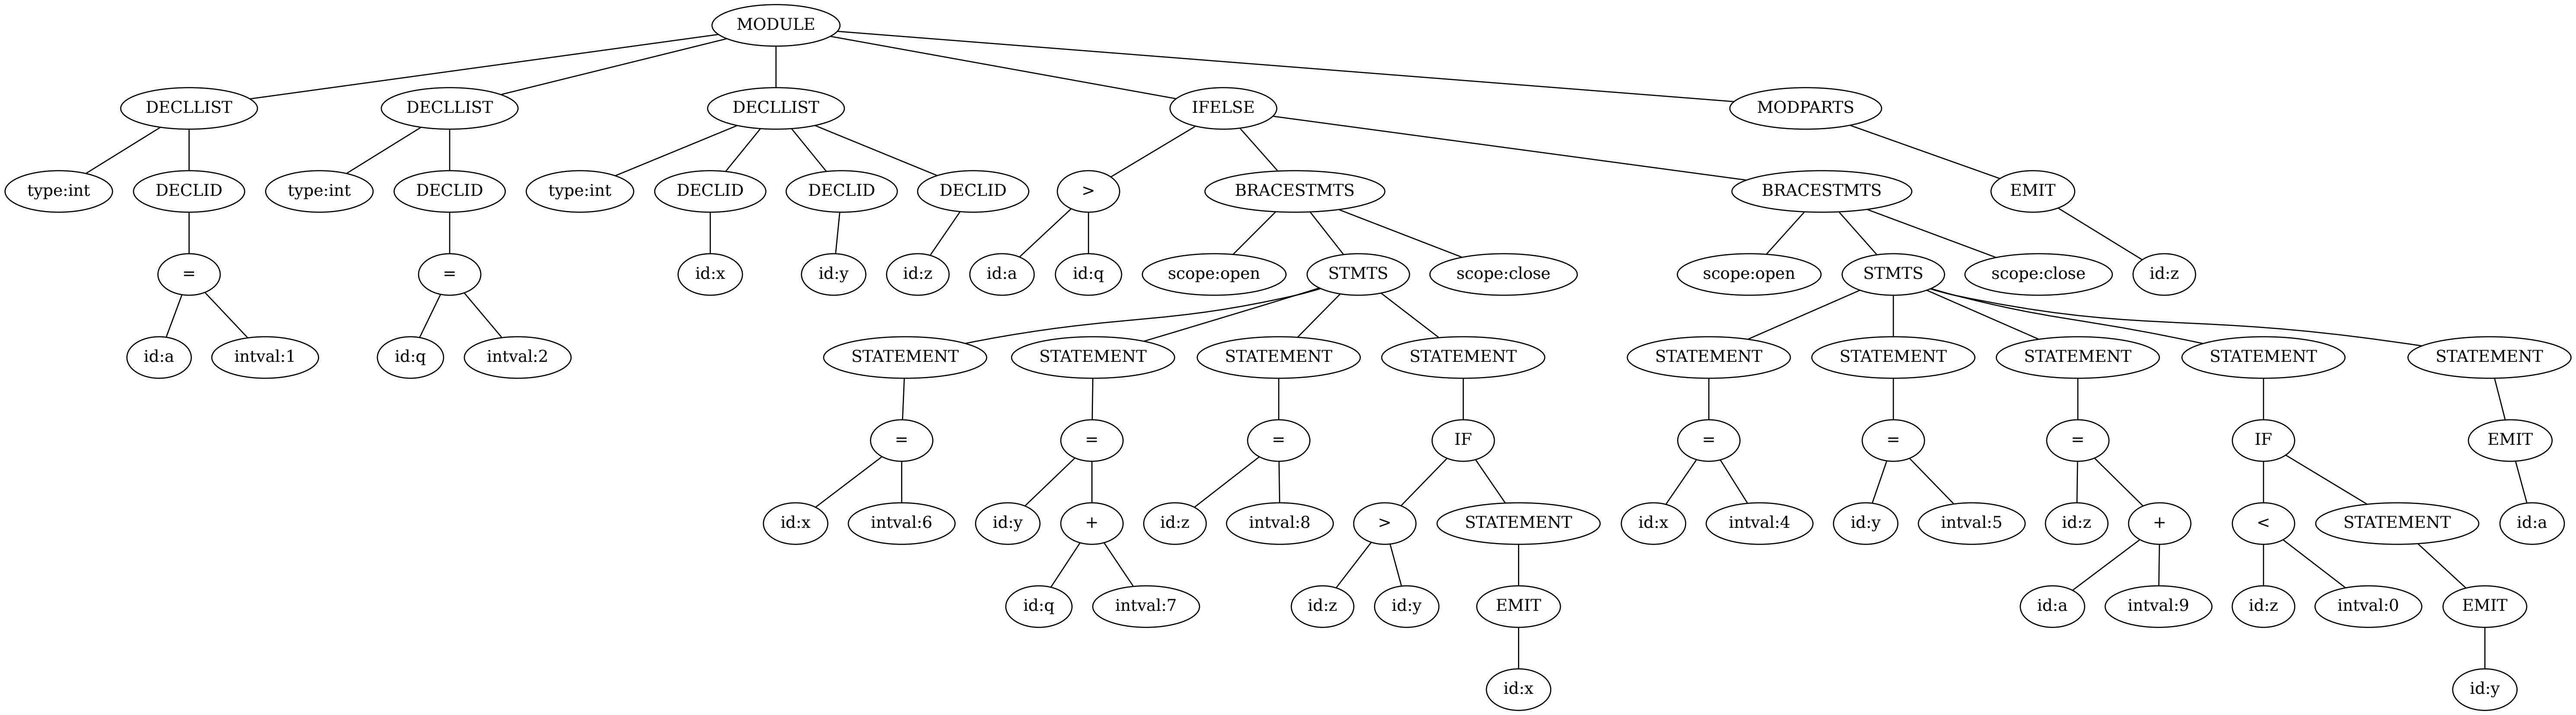 MODULE
DECLLIST DECLLIST DECLLIST IFELSE MODPARTS
type:int DECLID type:int DECLID type:int DECLID DECLID DECLID > BRACESTMTS BRACESTMTS EMIT
= = id:x id:y id:z id:a id:q scope:open STMTS scope:close scope:open STMTS scope:close id:z
id:a intval:1 id:q intval:2 STATEMENT STATEMENT STATEMENT STATEMENT STATEMENT STATEMENT STATEMENT STATEMENT STATEMENT
= = = IF = = = IF EMIT
id:x intval:6 id:y + id:z intval:8 > STATEMENT id:x intval:4 id:y intval:5 id:z + < STATEMENT id:a
id:q intval:7 id:z id:y EMIT id:a intval:9 id:z intval:0 EMIT
id:x id:y